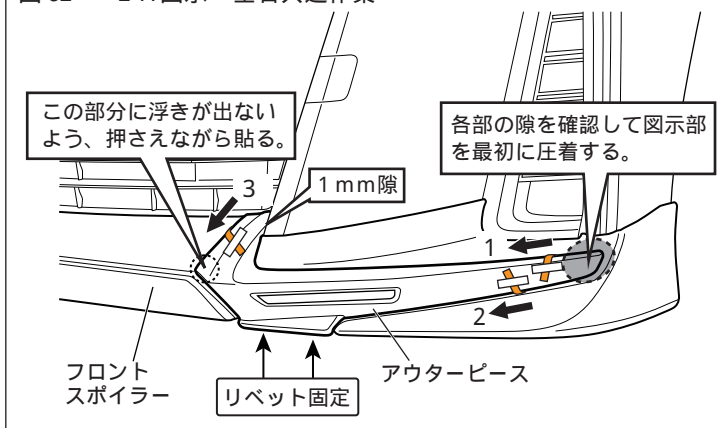 この部分に浮きが出ない
よう、押さえながら貼る。
各部の隙を確認して図示部
を最初に圧着する。
3
1mm隙
1
2
フロント
スポイラー
リベット固定
アウターピース